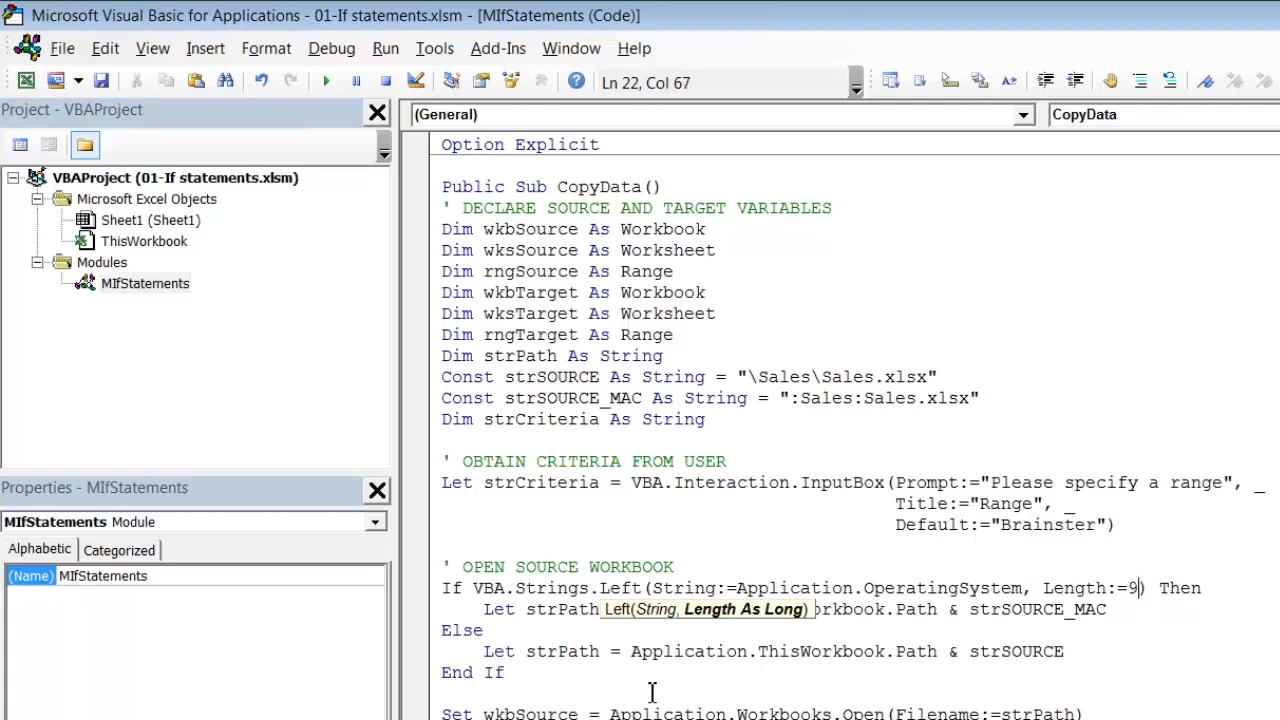 Microsoft Visual Basic for Applications - 01-If statements.xlsm - [MIfStatements (Code)]
File Edit View Insert Format Debug Run Tools Add-Ins Window Help
Ln 22, Col 67
Project - VBAProject
(General)
CopyData
VBAProject (01-If statements.xlsm)
Microsoft Excel Objects
Sheet1 (Sheet1)
ThisWorkbook
Modules
MIfStatements
Properties - MIfStatements
MIfStatements Module
Alphabetic Categorized
(Name) MIfStatements
Option Explicit
Public Sub CopyData()
' DECLARE SOURCE AND TARGET VARIABLES
Dim wkbSource As Workbook
Dim wksSource As Worksheet
Dim rngSource As Range
Dim wkbTarget As Workbook
Dim wksTarget As Worksheet
Dim rngTarget As Range
Dim strPath As String
Const strSOURCE As String = "\Sales\Sales.xlsx"
Const strSOURCE_MAC As String = ":Sales:Sales.xlsx"
Dim strCriteria As String
' OBTAIN CRITERIA FROM USER
Let strCriteria = VBA.Interaction.InputBox(Prompt:="Please specify a range", _
Title:="Range", _
Default:="Brainster")
' OPEN SOURCE WORKBOOK
If VBA.Strings.Left(String:=Application.OperatingSystem, Length:=9) Then
Let strPath Left(String, Length As Long) orkbook.Path & strSOURCE_MAC
Else
Let strPath = Application.ThisWorkbook.Path & strSOURCE
End If
Set wkbSource = Application.Workbooks.Open(Filename:=strPath)